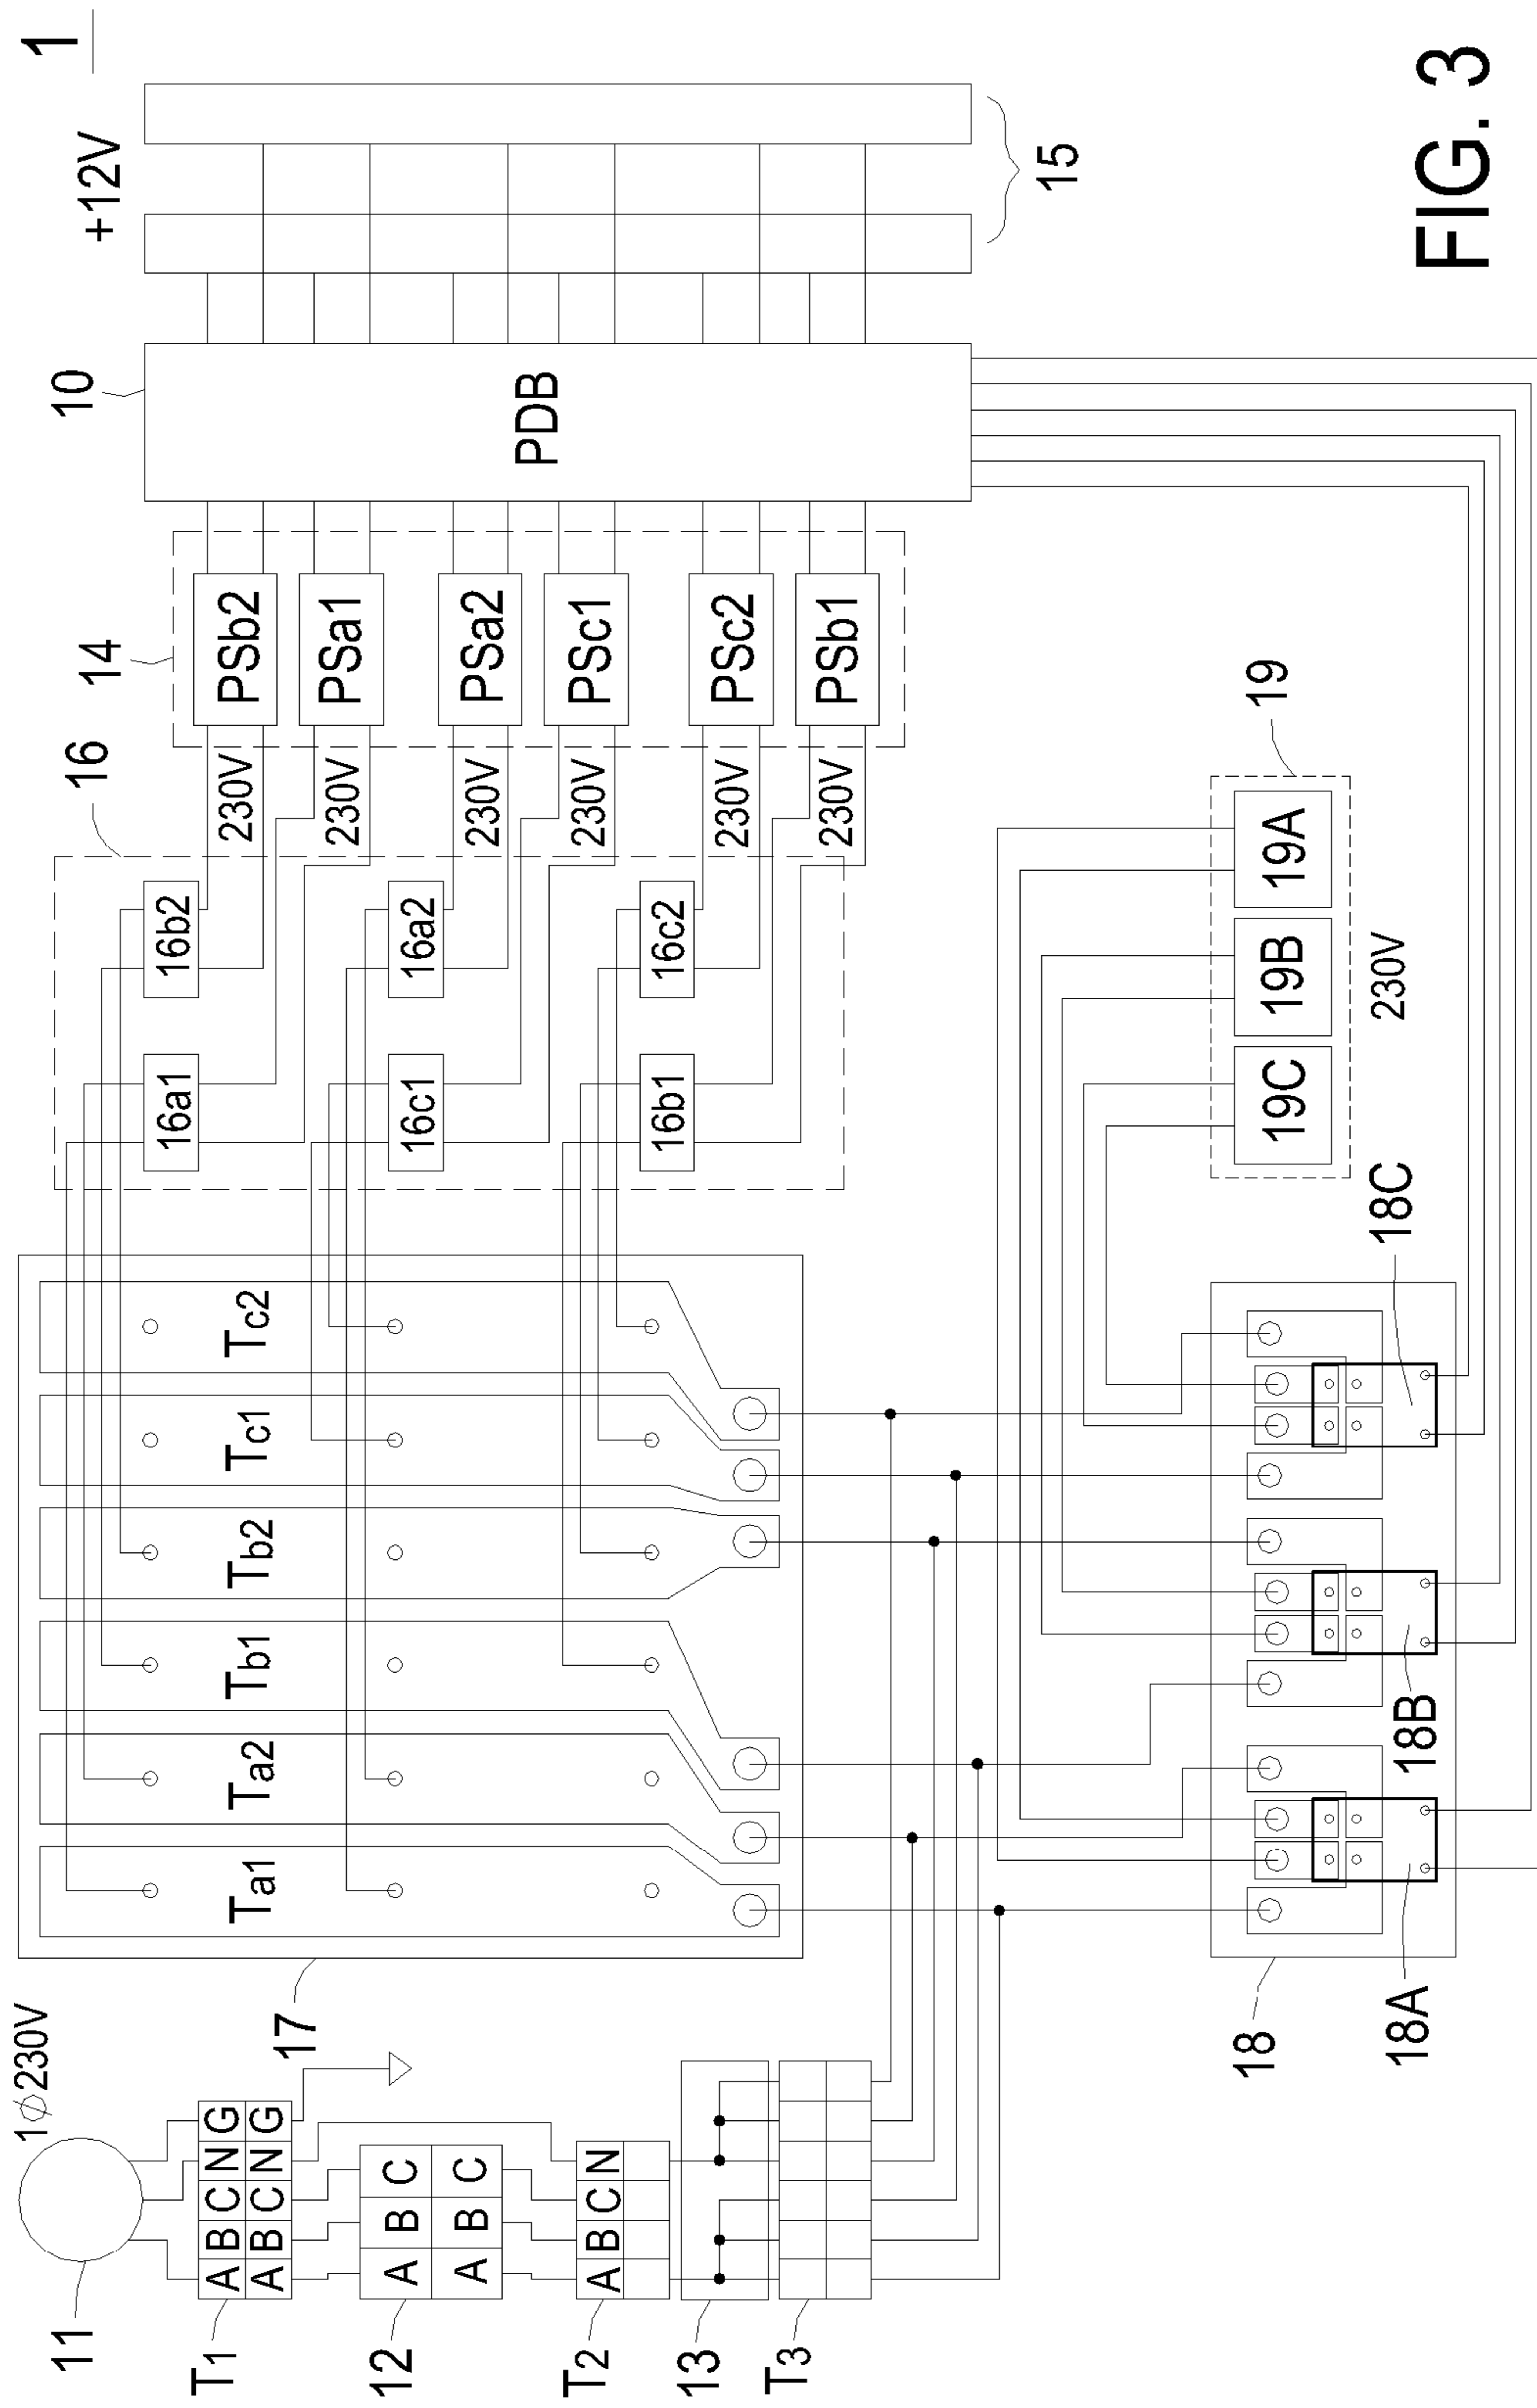 1
1Ø230V
11
T1
A B C N G
A B C N G
12
A B C
A B C
T2
A B C N
13
T3
17
Ta1
Ta2
Tb1
Tb2
Tc1
Tc2
16
16a1
16b2
16c1
16a2
16b1
16c2
230V
230V
230V
230V
230V
230V
14
PSb2
PSa1
PSa2
PSc1
PSc2
PSb1
10
PDB
+12V
15
18
18A
18B
18C
19
19C
19B
19A
230V
FIG. 3